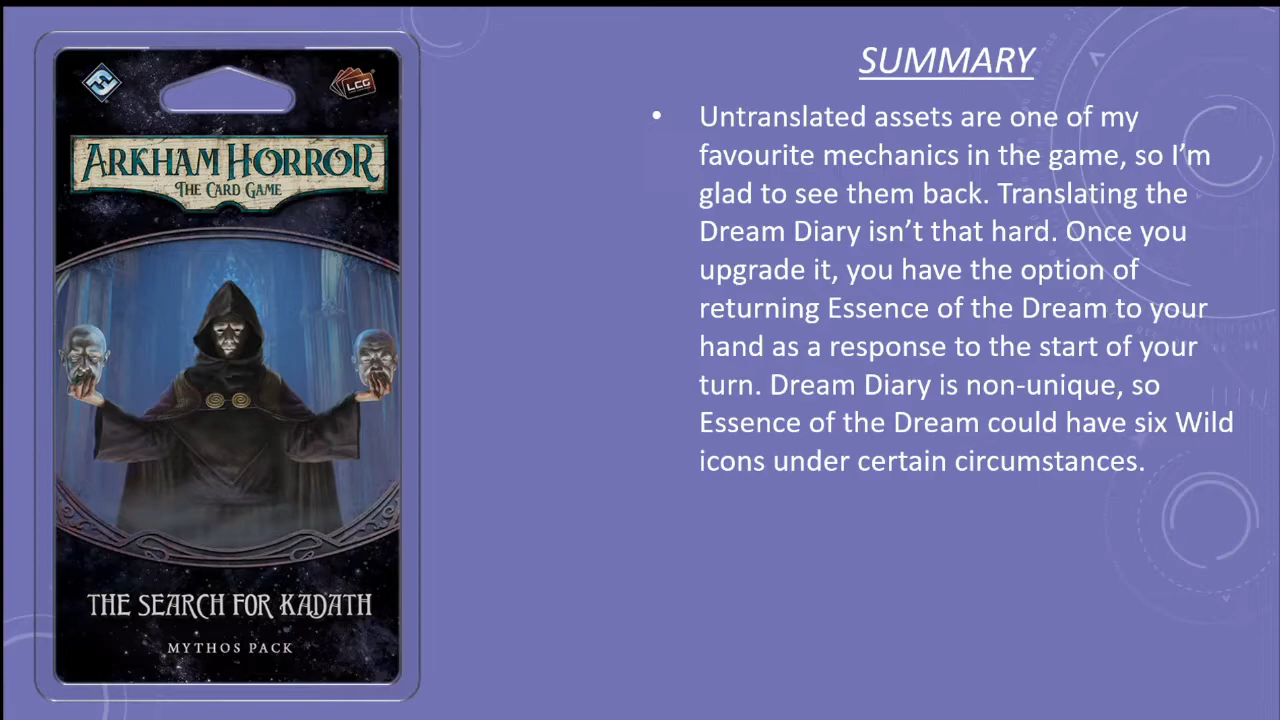 LCG
ARKHAM HORROR
THE CARD GAME
THE SEARCH FOR KADATH
MYTHOS PACK
SUMMARY
• Untranslated assets are one of my
favourite mechanics in the game, so I’m
glad to see them back. Translating the
Dream Diary isn’t that hard. Once you
upgrade it, you have the option of
returning Essence of the Dream to your
hand as a response to the start of your
turn. Dream Diary is non-unique, so
Essence of the Dream could have six Wild
icons under certain circumstances.